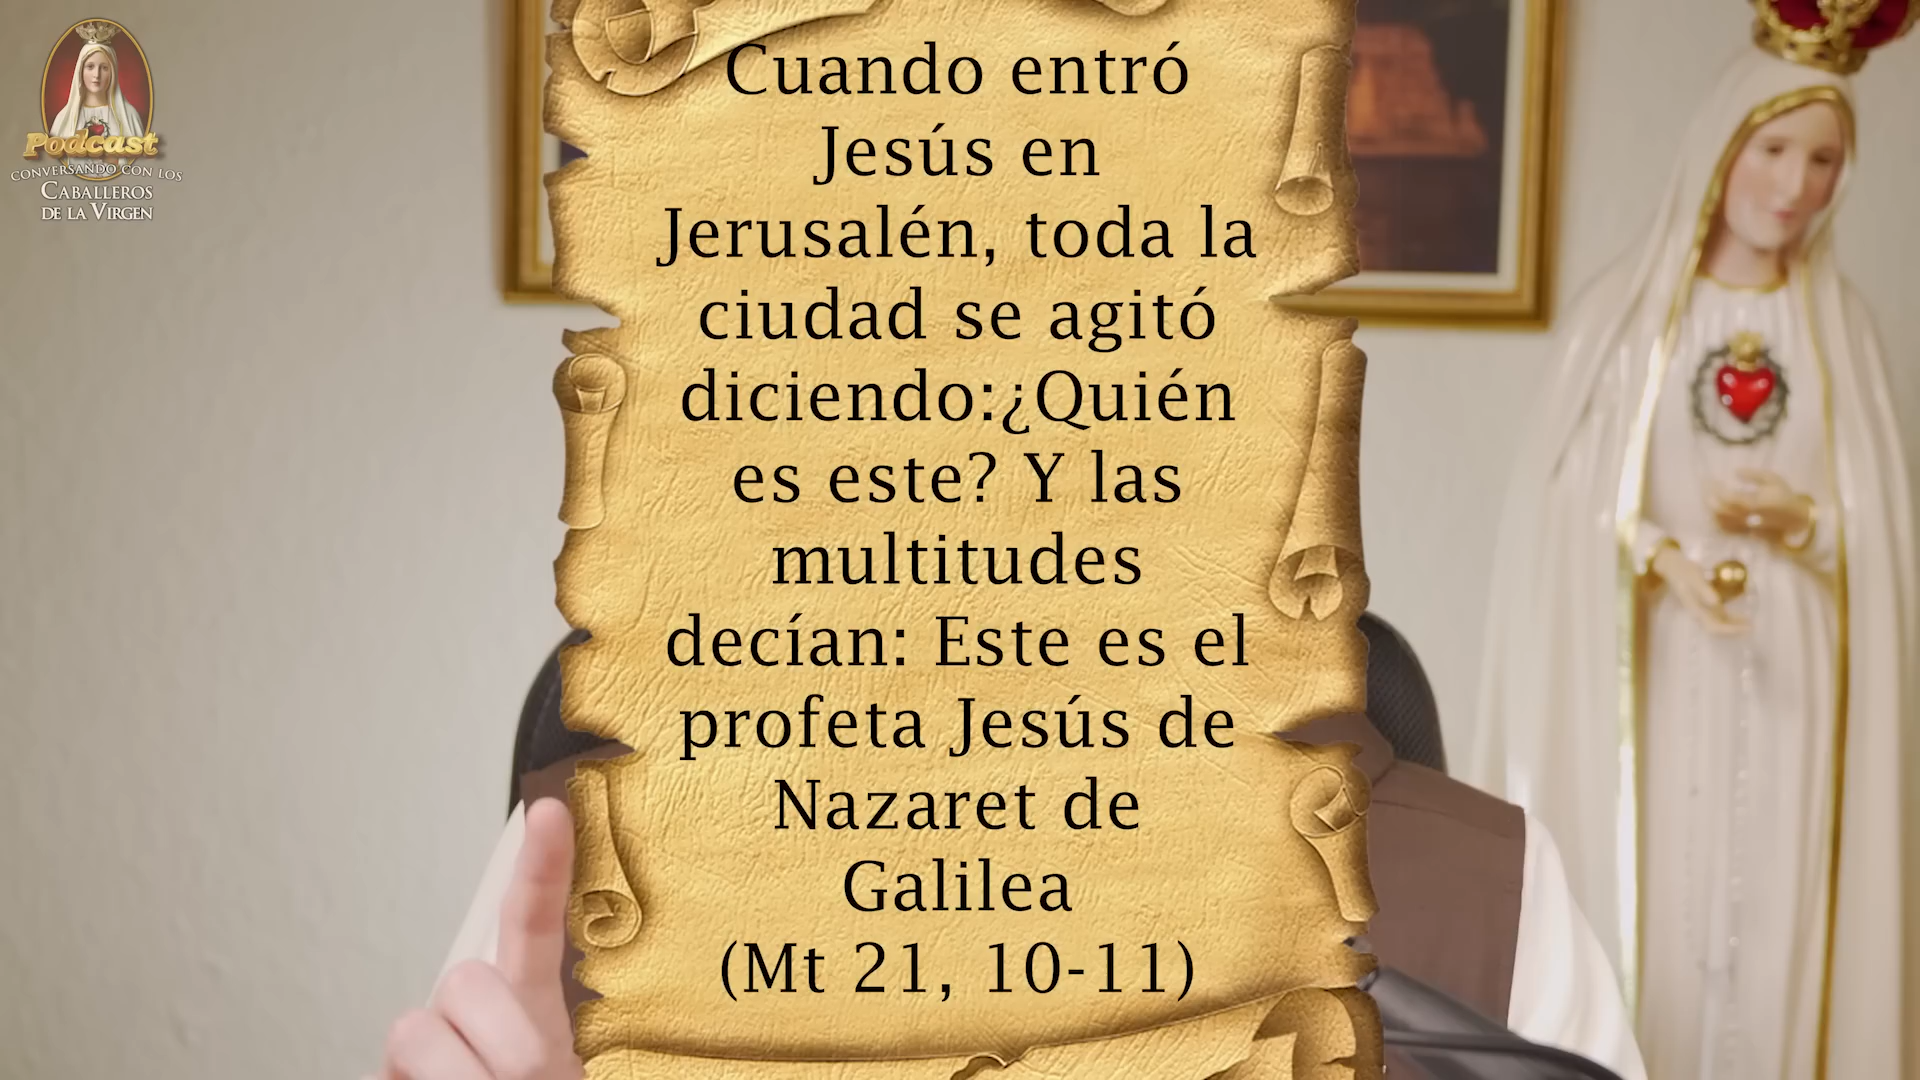 Podcast
CONVERSANDO CON LOS
CABALLEROS
DE LA VIRGEN
Cuando entró
Jesús en
Jerusalén, toda la
ciudad se agitó
diciendo:¿Quién
es este? Y las
multitudes
decían: Este es el
profeta Jesús de
Nazaret de
Galilea
(Mt 21, 10-11)